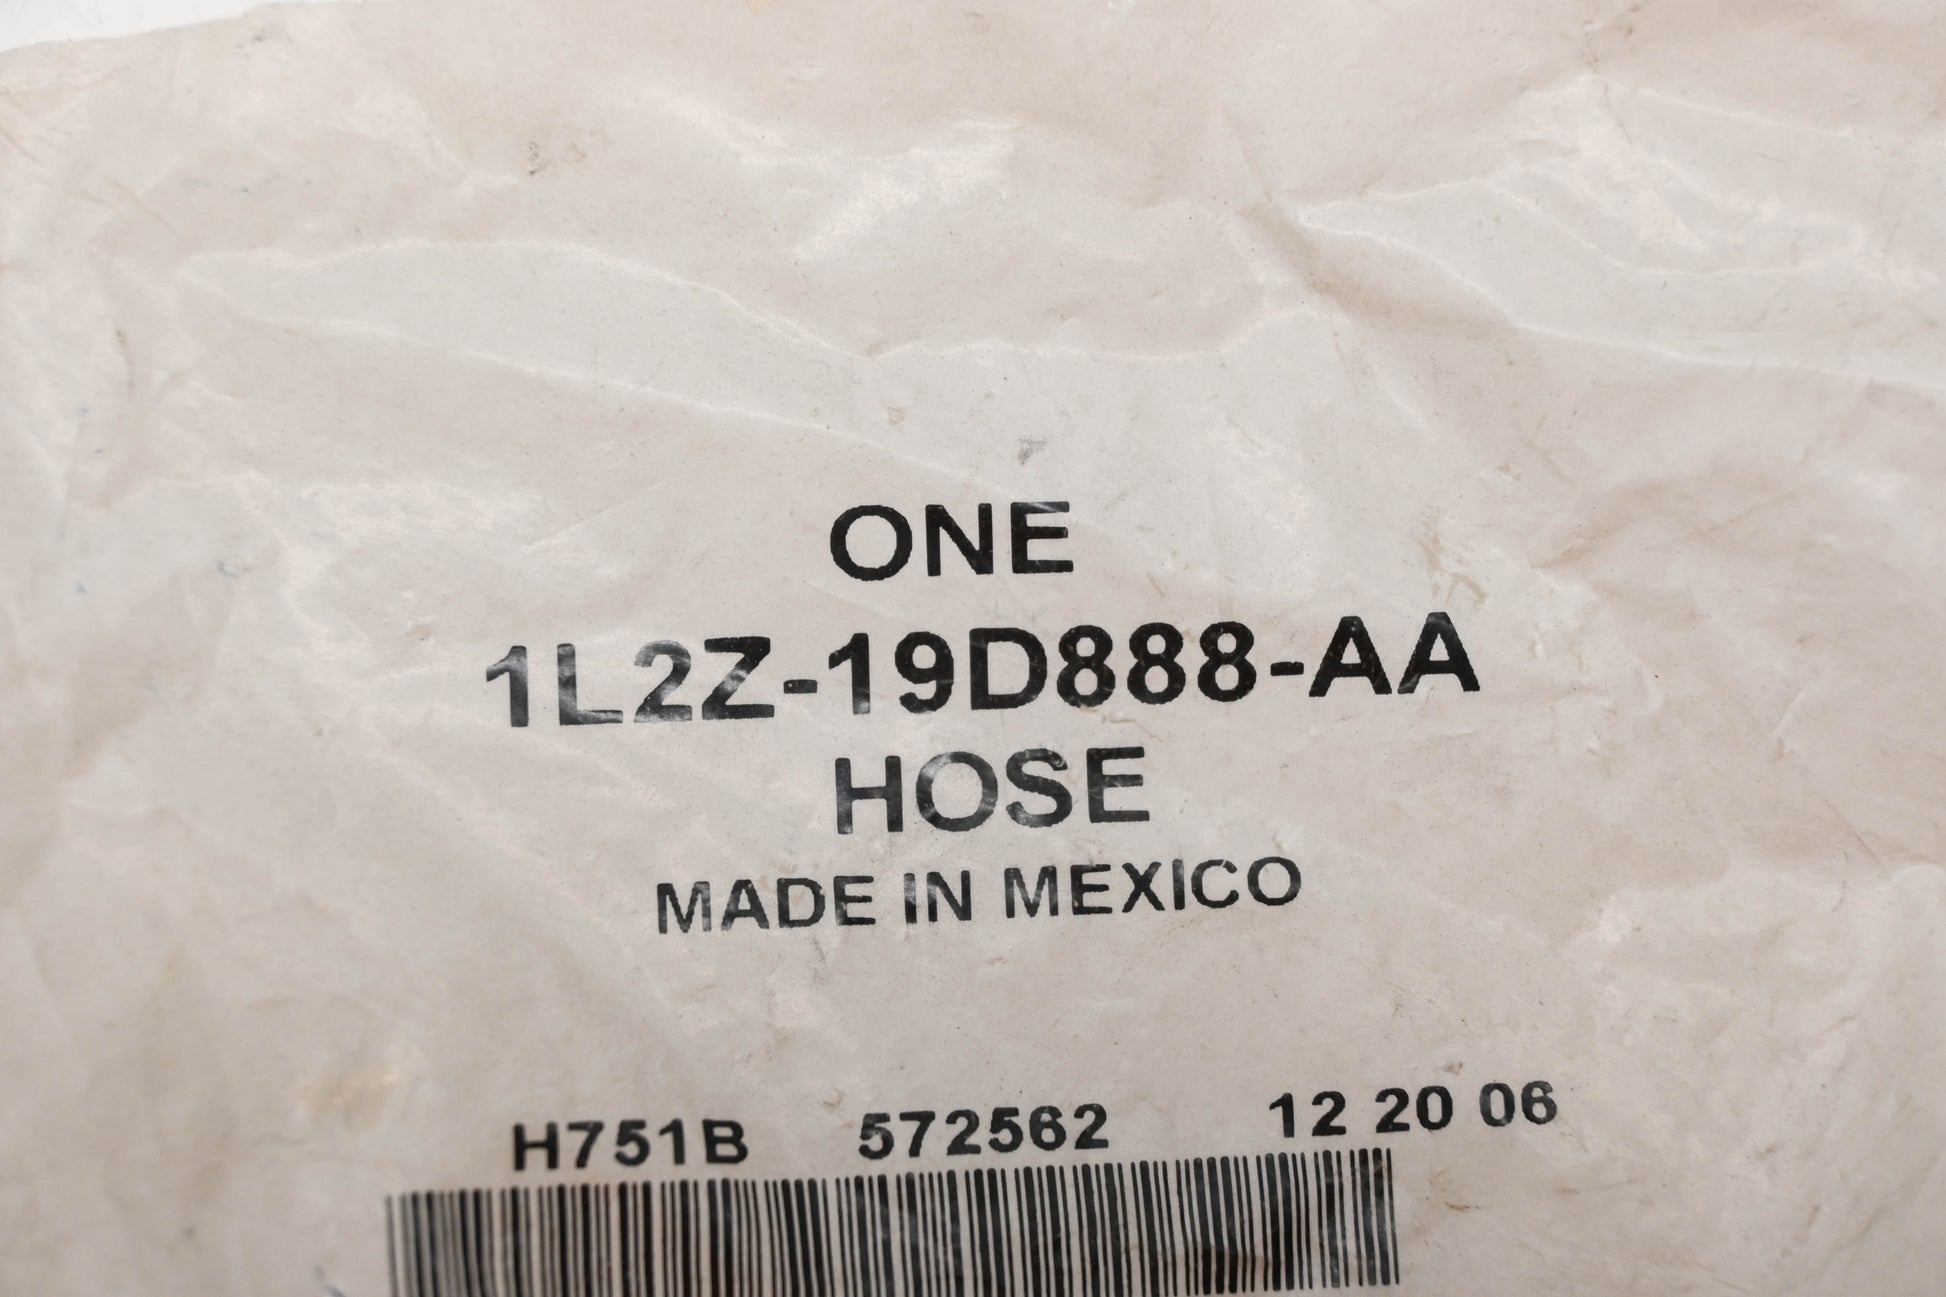 ONE
1L2Z-19D888-AA
HOSE
MADE IN MEXICO
H751B 572562 12 20 06